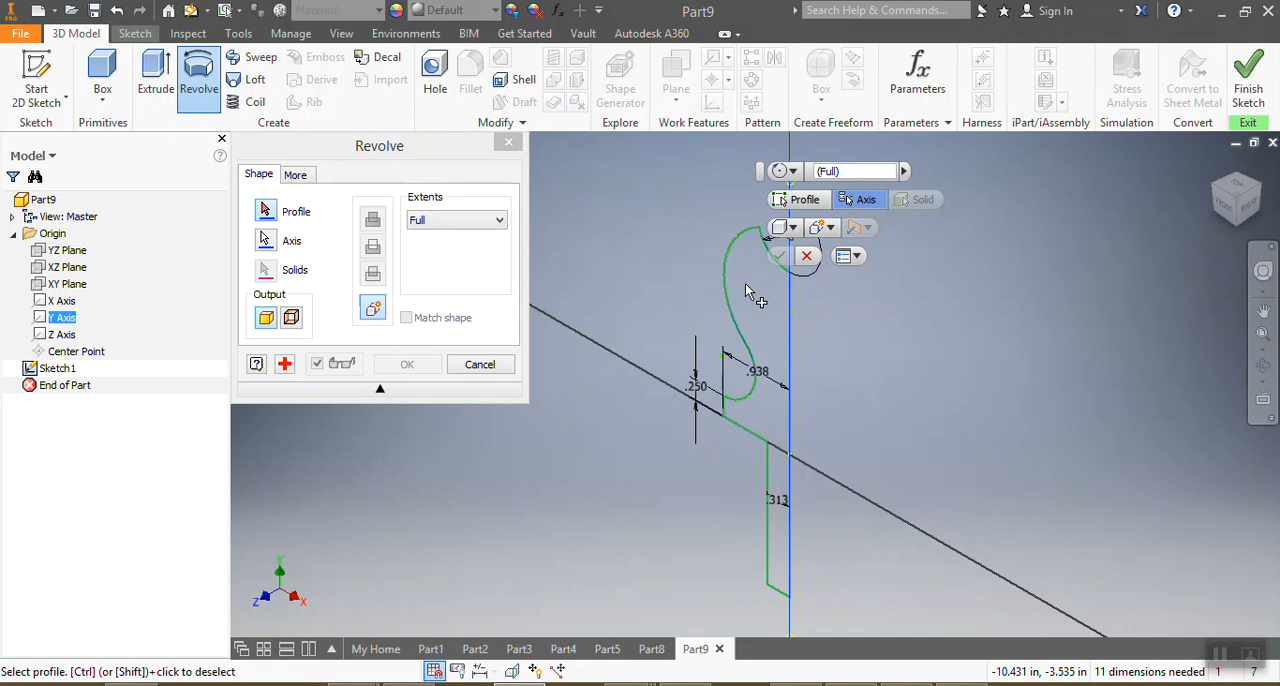 Material Default Part9 Search Help & Commands... Sign In
PRO
File 3D Model Sketch Inspect Tools Manage View Environments BIM Get Started Vault Autodesk A360
Start 2D Sketch Box Extrude Revolve Sweep Loft Coil Emboss Derive Rib Decal Import Hole Fillet Shell Draft Shape Generator Plane Box Parameters Stress Analysis Convert to Sheet Metal Finish Sketch
Sketch Primitives Create Modify Explore Work Features Pattern Create Freeform Parameters Harness iPart/iAssembly Simulation Convert Exit
Model
Part9
View: Master
Origin
YZ Plane
XZ Plane
XY Plane
X Axis
Y Axis
Z Axis
Center Point
Sketch1
End of Part
Revolve
Shape More
Profile
Axis
Solids
Output
Extents
Full
Match shape
OK Cancel
(Full)
Profile Axis Solid
TOP
FRONT RIGHT
.938
.250
.313
Y
Z X
My Home Part1 Part2 Part3 Part4 Part5 Part8 Part9
Select profile. [Ctrl] (or [Shift])+click to deselect -10.431 in, -3.535 in 11 dimensions needed 1 7